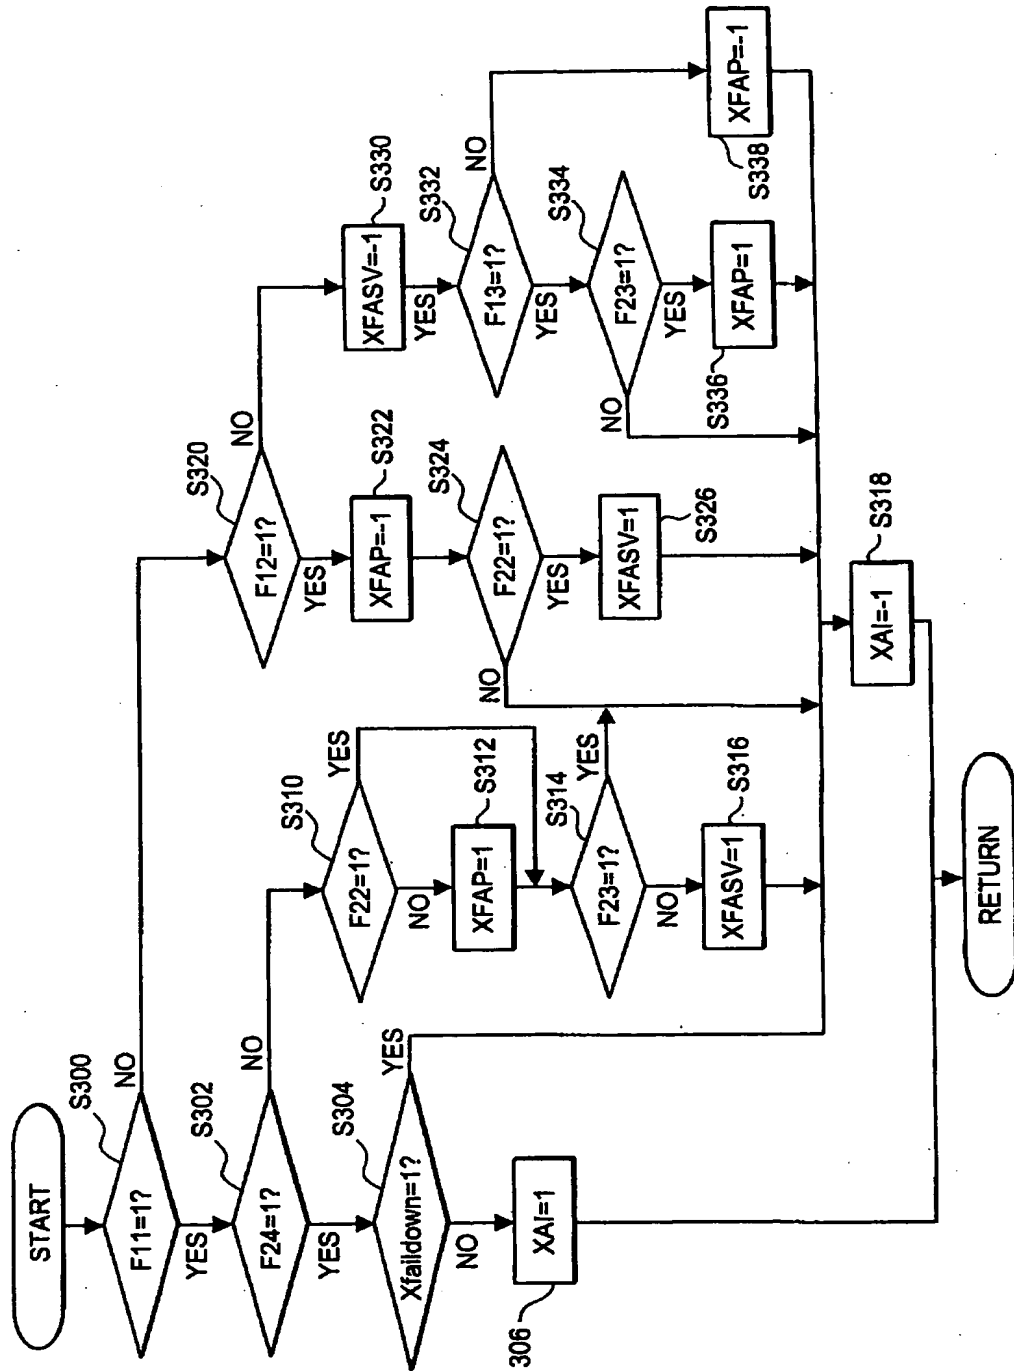 START
S300
F11=1?
NO
YES
S302
F24=1?
NO
YES
S304
Xfaildown=1?
YES
NO
306
XAI=1
S310
F22=1?
YES
NO
S312
XFAP=1
S314
F23=1?
YES
NO
S316
XFASV=1
S320
F12=1?
NO
YES
S322
XFAP=-1
S324
F22=1?
NO
YES
S326
XFASV=1
S330
XFASV=-1
YES
S332
F13=1?
NO
YES
S334
F23=1?
NO
YES
S336
XFAP=1
S338
XFAP=-1
S318
XAI=-1
RETURN